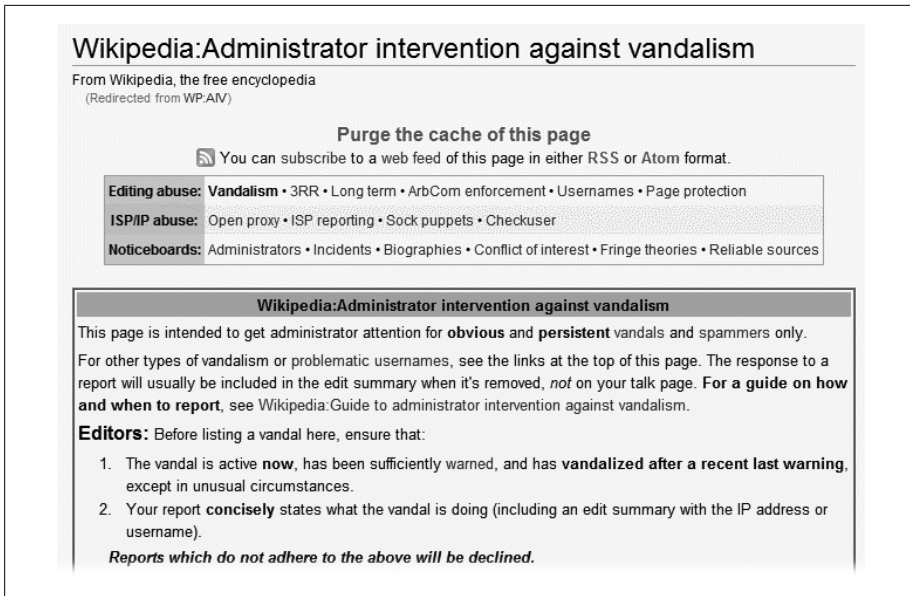 Wikipedia:Administrator intervention against vandalism
From Wikipedia, the free encyclopedia
(Redirected from WP:AIV)
Purge the cache of this page
You can subscribe to a web feed of this page in either RSS or Atom format.
Editing abuse: Vandalism • 3RR • Long term • ArbCom enforcement • Usernames • Page protection
ISP/IP abuse: Open proxy • ISP reporting • Sock puppets • Checkuser
Noticeboards: Administrators • Incidents • Biographies • Conflict of interest • Fringe theories • Reliable sources
Wikipedia:Administrator intervention against vandalism
This page is intended to get administrator attention for obvious and persistent vandals and spammers only.
For other types of vandalism or problematic usernames, see the links at the top of this page. The response to a
report will usually be included in the edit summary when it's removed, not on your talk page. For a guide on how
and when to report, see Wikipedia:Guide to administrator intervention against vandalism.
Editors: Before listing a vandal here, ensure that:
1. The vandal is active now, has been sufficiently warned, and has vandalized after a recent last warning,
except in unusual circumstances.
2. Your report concisely states what the vandal is doing (including an edit summary with the IP address or
username).
Reports which do not adhere to the above will be declined.